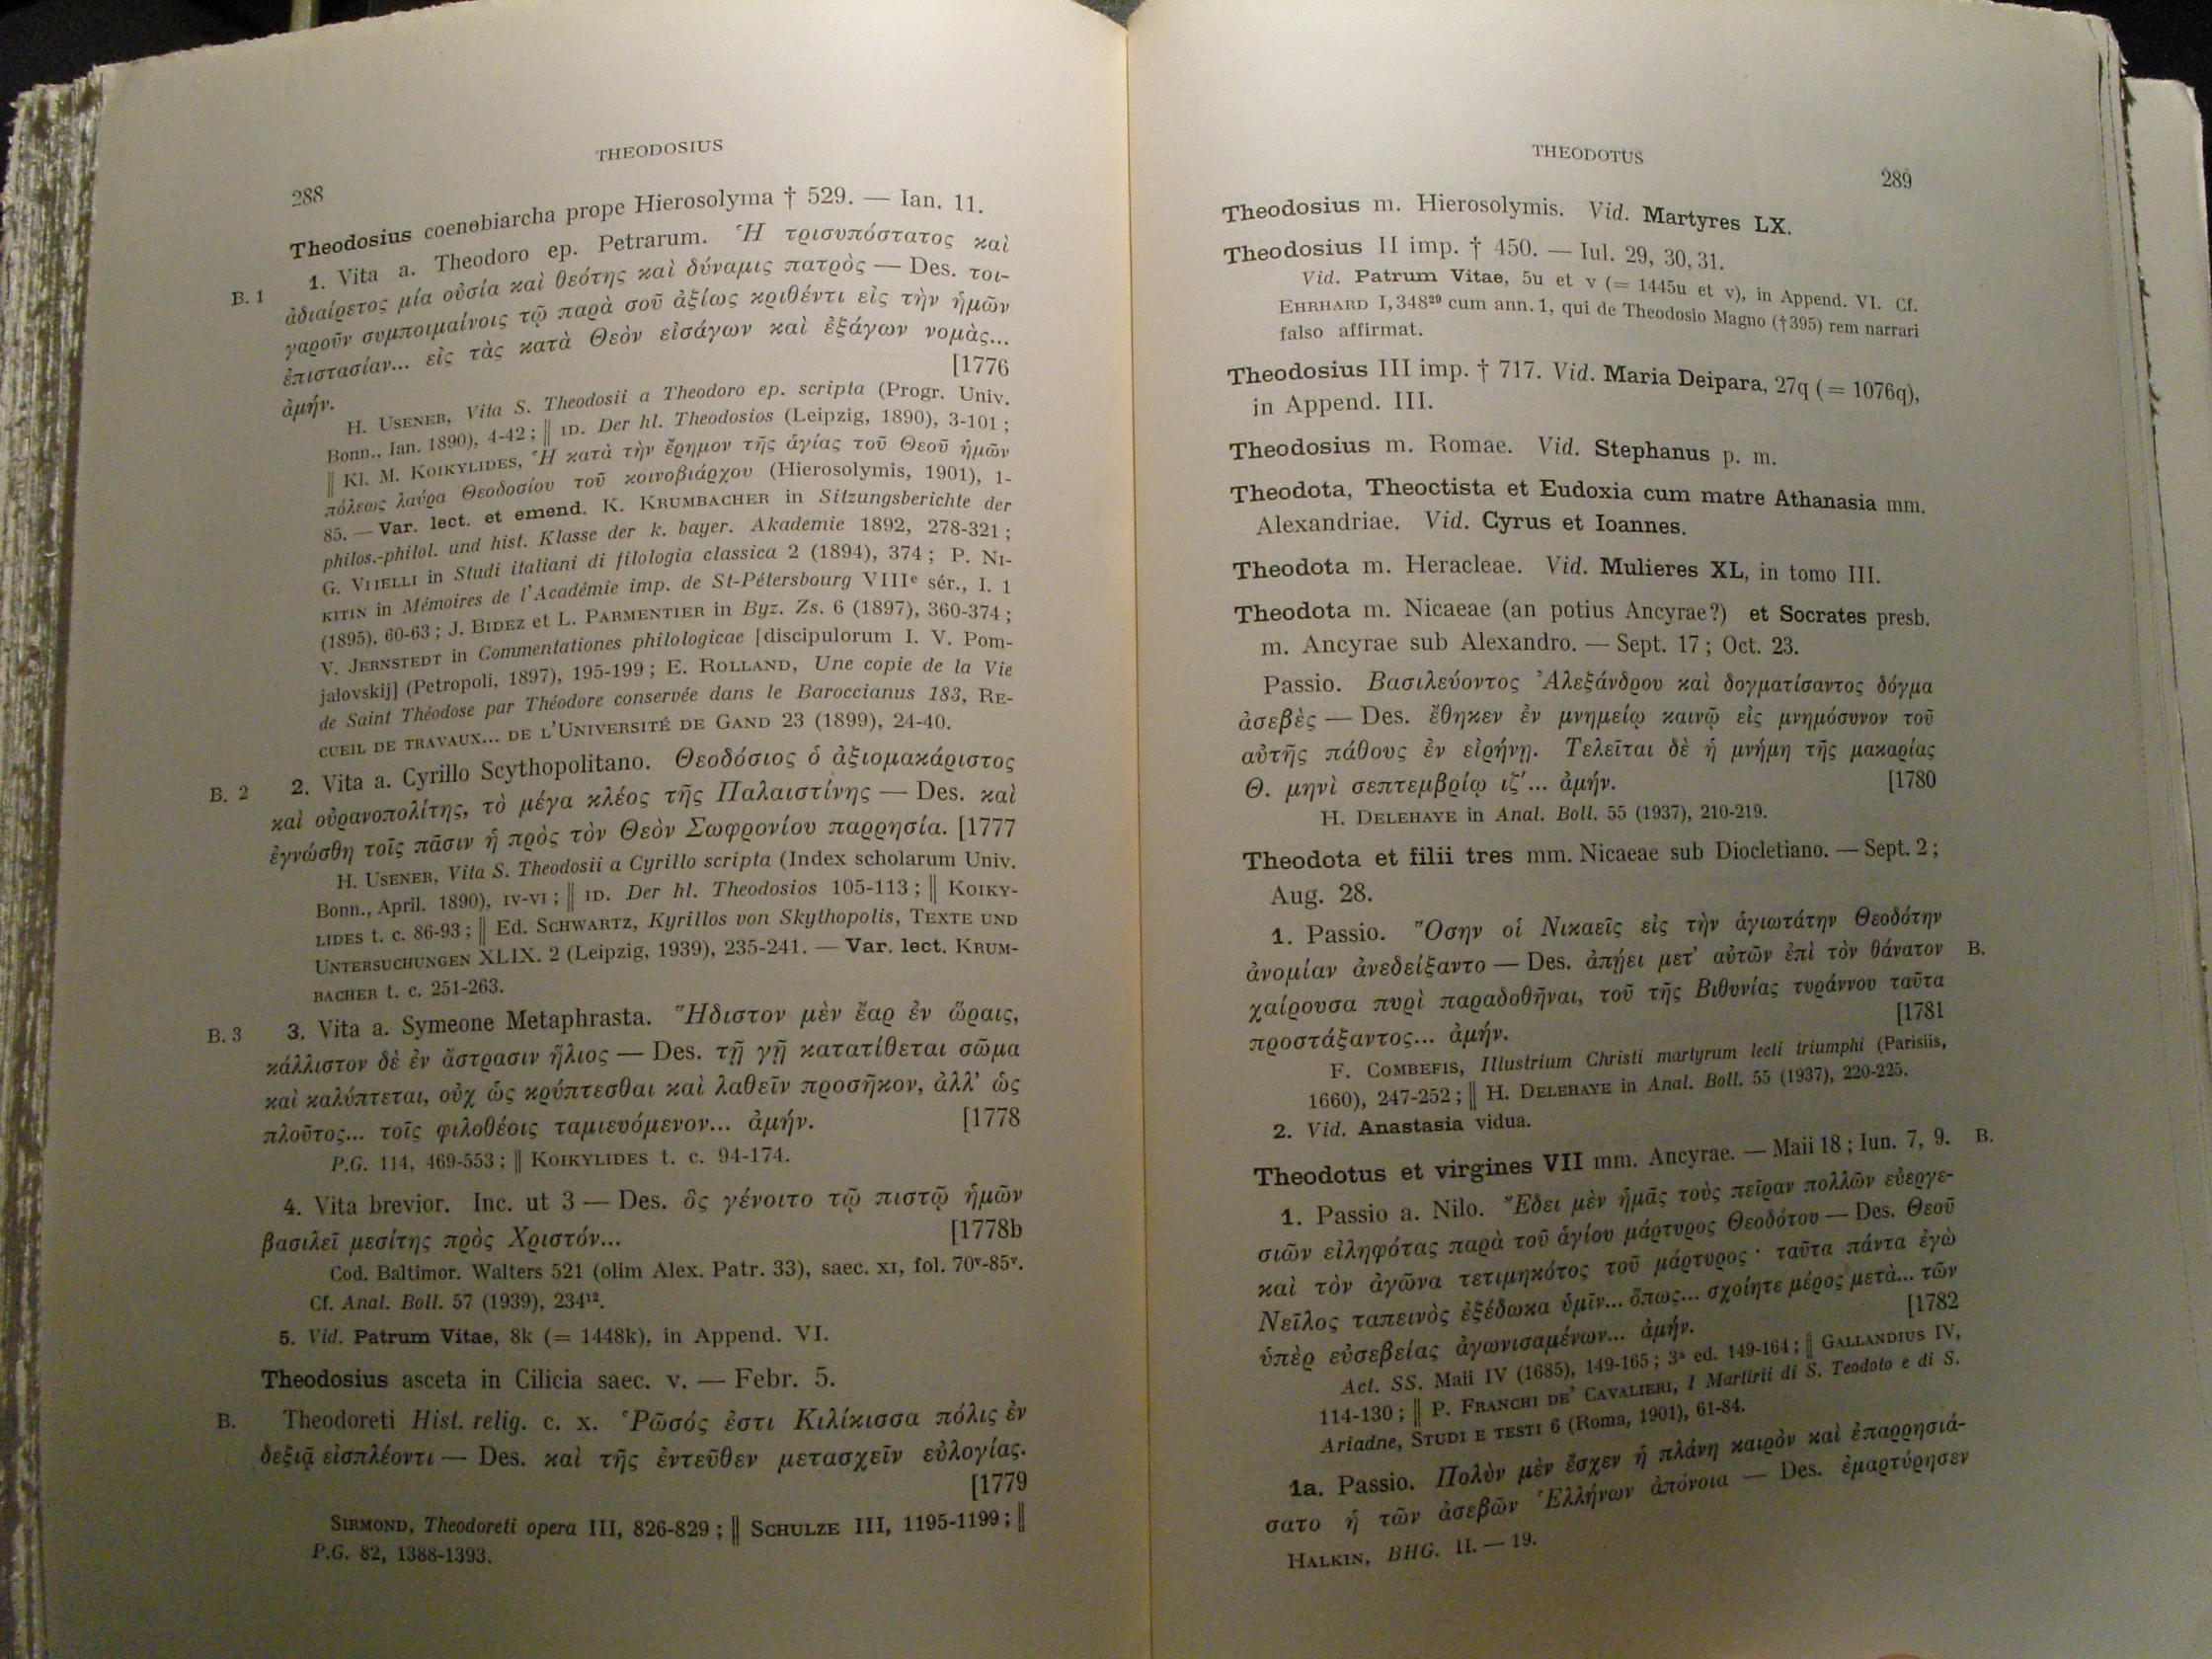 THEODOSIUS
288
Theodosius coenobiarcha prope Hierosolyma † 529. — Ian. 11.
B. 1 1. Vita a. Theodoro ep. Petrarum. Ἡ τρισυπόστατος καὶ
ἀδιαίρετος μία οὐσία καὶ θεότης καὶ δύναμις πατρὸς — Des. τοι-
γαροῦν συμποιμαίνοις τῷ παρὰ σοῦ ἀξίως κριθέντι εἰς τὴν ἡμῶν
ἐπιστασίαν... εἰς τὰς κατὰ Θεὸν εἰσάγων καὶ ἐξάγων νομὰς...
ἀμήν. [1776
H. USENER, Vita S. Theodosii a Theodoro ep. scripta (Progr. Univ.
Bonn., Ian. 1890), 4-42 ; ‖ ID. Der hl. Theodosios (Leipzig, 1890), 3-101 ;
‖ Kl. M. KOIKYLIDES, Ἡ κατὰ τὴν ἔρημον τῆς ἁγίας τοῦ Θεοῦ ἡμῶν
πόλεως λαύρα Θεοδοσίου τοῦ κοινοβιάρχου (Hierosolymis, 1901), 1-
85. — Var. lect. et emend. K. KRUMBACHER in Sitzungsberichte der
philos.-philol. und hist. Klasse der k. bayer. Akademie 1892, 278-321 ;
G. VITELLI in Studi italiani di filologia classica 2 (1894), 374 ; P. NI-
KITIN in Mémoires de l'Académie imp. de St-Pétersbourg VIIIᵉ sér., I. 1
(1895), 60-63 ; J. BIDEZ et L. PARMENTIER in Byz. Zs. 6 (1897), 360-374 ;
V. JERNSTEDT in Commentationes philologicae [discipulorum I. V. Pom-
jalovskij] (Petropoli, 1897), 195-199 ; E. ROLLAND, Une copie de la Vie
de Saint Théodose par Théodore conservée dans le Baroccianus 183, RE-
CUEIL DE TRAVAUX... DE L'UNIVERSITÉ DE GAND 23 (1899), 24-40.
B. 2 2. Vita a. Cyrillo Scythopolitano. Θεοδόσιος ὁ ἀξιομακάριστος
καὶ οὐρανοπολίτης, τὸ μέγα κλέος τῆς Παλαιστίνης — Des. καὶ
ἐγνώσθη τοῖς πᾶσιν ἡ πρὸς τὸν Θεὸν Σωφρονίου παρρησία. [1777
H. USENER, Vita S. Theodosii a Cyrillo scripta (Index scholarum Univ.
Bonn., April. 1890), IV-VI ; ‖ ID. Der hl. Theodosios 105-113 ; ‖ KOIKY-
LIDES t. c. 86-93 ; ‖ Ed. SCHWARTZ, Kyrillos von Skythopolis, TEXTE UND
UNTERSUCHUNGEN XLIX. 2 (Leipzig, 1939), 235-241. — Var. lect. KRUM-
BACHER t. c. 251-263.
B. 3 3. Vita a. Symeone Metaphrasta. Ἥδιστον μὲν ἔαρ ἐν ὥραις,
κάλλιστον δὲ ἐν ἄστρασιν ἥλιος — Des. τῇ γῇ κατατίθεται σῶμα
καὶ καλύπτεται, οὐχ ὡς κρύπτεσθαι καὶ λαθεῖν προσῆκον, ἀλλ' ὡς
πλοῦτος... τοῖς φιλοθέοις ταμιευόμενον... ἀμήν. [1778
P.G. 114, 469-553 ; ‖ KOIKYLIDES t. c. 94-174.
4. Vita brevior. Inc. ut 3 — Des. ὃς γένοιτο τῷ πιστῷ ἡμῶν
βασιλεῖ μεσίτης πρὸς Χριστόν... [1778b
Cod. Baltimor. Walters 521 (olim Alex. Patr. 33), saec. XI, fol. 70ᵛ-85ᵛ.
Cf. Anal. Boll. 57 (1939), 234¹².
5. Vid. Patrum Vitae, 8k (= 1448k), in Append. VI.
Theodosius asceta in Cilicia saec. V. — Febr. 5.
B. Theodoreti Hist. relig. c. X. Ῥῶσός ἐστι Κιλίκισσα πόλις ἐν
δεξιᾷ εἰσπλέοντι — Des. καὶ τῆς ἐντεῦθεν μετασχεῖν εὐλογίας.
[1779
SIRMOND, Theodoreti opera III, 826-829 ; ‖ SCHULZE III, 1195-1199 ; ‖
P.G. 82, 1388-1393.
THEODOTUS
289
Theodosius m. Hierosolymis. Vid. Martyres LX.
Theodosius II imp. † 450. — Iul. 29, 30, 31.
Vid. Patrum Vitae, 5u et v (= 1445u et v), in Append. VI. Cf.
EHRHARD I, 348²⁹ cum ann. 1, qui de Theodosio Magno († 395) rem narrari
falso affirmat.
Theodosius III imp. † 717. Vid. Maria Deipara, 27q (= 1076q),
in Append. III.
Theodosius m. Romae. Vid. Stephanus p. m.
Theodota, Theoctista et Eudoxia cum matre Athanasia mm.
Alexandriae. Vid. Cyrus et Ioannes.
Theodota m. Heracleae. Vid. Mulieres XL, in tomo III.
Theodota m. Nicaeae (an potius Ancyrae?) et Socrates presb.
m. Ancyrae sub Alexandro. — Sept. 17 ; Oct. 23.
Passio. Βασιλεύοντος Ἀλεξάνδρου καὶ δογματίσαντος δόγμα
ἀσεβὲς — Des. ἔθηκεν ἐν μνημείῳ καινῷ εἰς μνημόσυνον τοῦ
αὐτῆς πάθους ἐν εἰρήνῃ. Τελεῖται δὲ ἡ μνήμη τῆς μακαρίας
Θ. μηνὶ σεπτεμβρίῳ ιζ′... ἀμήν. [1780
H. DELEHAYE in Anal. Boll. 55 (1937), 210-219.
Theodota et filii tres mm. Nicaeae sub Diocletiano. — Sept. 2 ;
Aug. 28.
1. Passio. Ὅσην οἱ Νικαεῖς εἰς τὴν ἁγιωτάτην Θεοδότην
ἀνομίαν ἀνεδείξαντο — Des. ἀπῄει μετ' αὐτῶν ἐπὶ τὸν θάνατον B.
χαίρουσα πυρὶ παραδοθῆναι, τοῦ τῆς Βιθυνίας τυράννου ταῦτα
προστάξαντος... ἀμήν. [1781
F. COMBEFIS, Illustrium Christi martyrum lecti triumphi (Parisiis,
1660), 247-252 ; ‖ H. DELEHAYE in Anal. Boll. 55 (1937), 220-225.
2. Vid. Anastasia vidua.
Theodotus et virgines VII mm. Ancyrae. — Maii 18 ; Iun. 7, 9. B.
1. Passio a. Nilo. Ἔδει μὲν ἡμᾶς τοὺς πεῖραν πολλῶν εὐεργε-
σιῶν εἰληφότας παρὰ τοῦ ἁγίου μάρτυρος Θεοδότου — Des. Θεοῦ
καὶ τὸν ἀγῶνα τετιμηκότος τοῦ μάρτυρος · ταῦτα πάντα ἐγὼ
Νεῖλος ταπεινὸς ἐξέδωκα ὑμῖν... ὅπως... σχοίητε μέρος μετὰ... τῶν
ὑπὲρ εὐσεβείας ἀγωνισαμένων... ἀμήν. [1782
Act. SS. Maii IV (1685), 149-165 ; 3ᵃ ed. 149-164 ; ‖ GALLANDIUS IV,
114-130 ; ‖ P. FRANCHI DE' CAVALIERI, I Martirii di S. Teodoto e di S.
Ariadne, STUDI E TESTI 6 (Roma, 1901), 61-84.
1a. Passio. Πολὺν μὲν ἔσχεν ἡ πλάνη καιρὸν καὶ ἐπαρρησιά-
σατο ἡ τῶν ἀσεβῶν Ἑλλήνων ἀπόνοια — Des. ἐμαρτύρησεν
HALKIN, BHG. II. — 19.